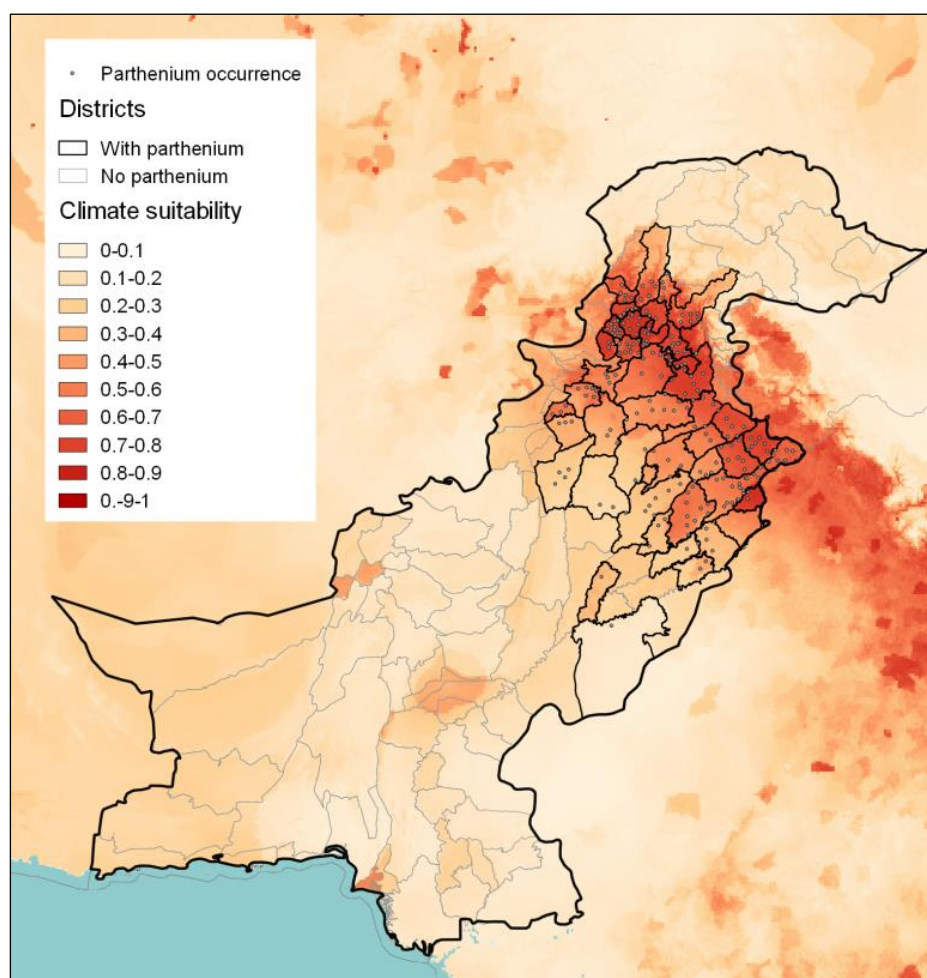 Parthenium occurrence
Districts
With parthenium
No parthenium
Climate suitability
0-0.1
0.1-0.2
0.2-0.3
0.3-0.4
0.4-0.5
0.5-0.6
0.6-0.7
0.7-0.8
0.8-0.9
0.-9-1